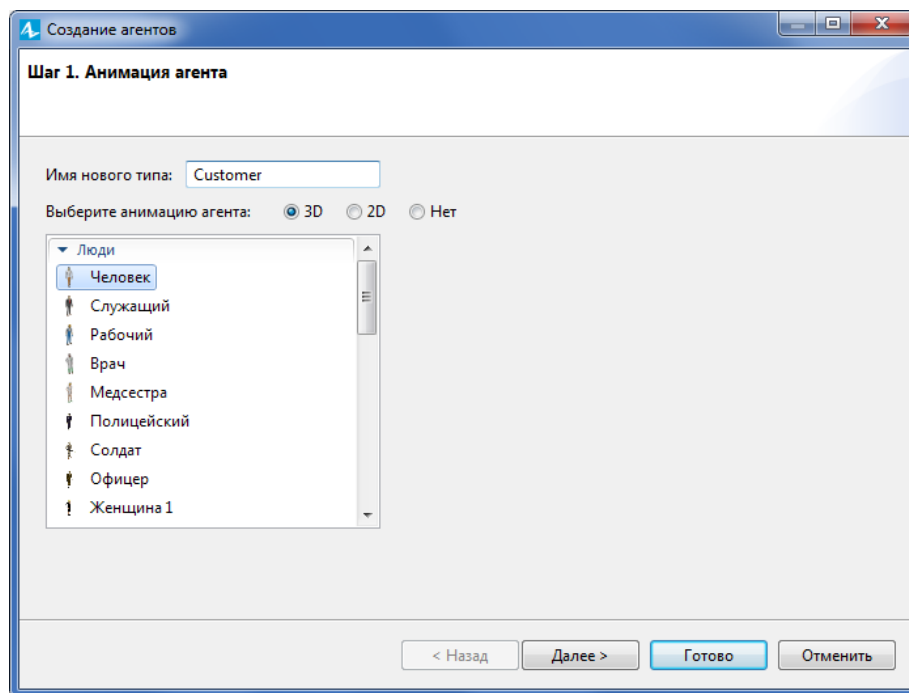 Создание агентов
Шаг 1. Анимация агента
Имя нового типа: Customer
Выберите анимацию агента: 3D 2D Нет
Люди
Человек
Служащий
Рабочий
Врач
Медсестра
Полицейский
Солдат
Офицер
Женщина 1
< Назад Далее > Готово Отменить